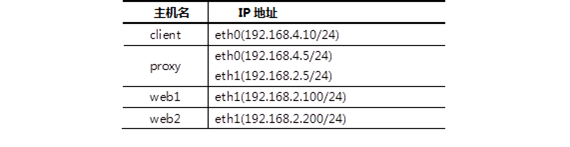 主机名 IP 地址
client eth0(192.168.4.10/24)
proxy eth0(192.168.4.5/24)
eth1(192.168.2.5/24)
web1 eth1(192.168.2.100/24)
web2 eth1(192.168.2.200/24)